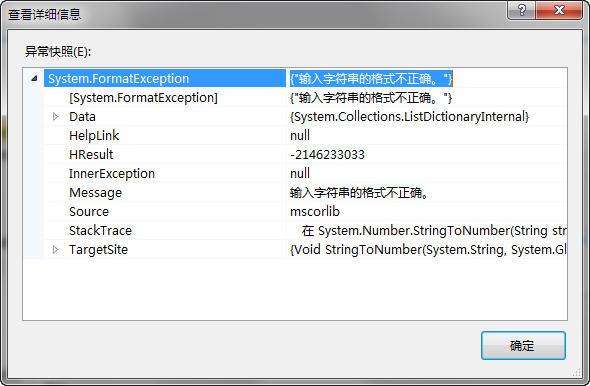 查看详细信息
异常快照(E):
System.FormatException {"输入字符串的格式不正确。"}
[System.FormatException] {"输入字符串的格式不正确。"}
Data {System.Collections.ListDictionaryInternal}
HelpLink null
HResult -2146233033
InnerException null
Message 输入字符串的格式不正确。
Source mscorlib
StackTrace 在 System.Number.StringToNumber(String str
TargetSite {Void StringToNumber(System.String, System.Gl
确定